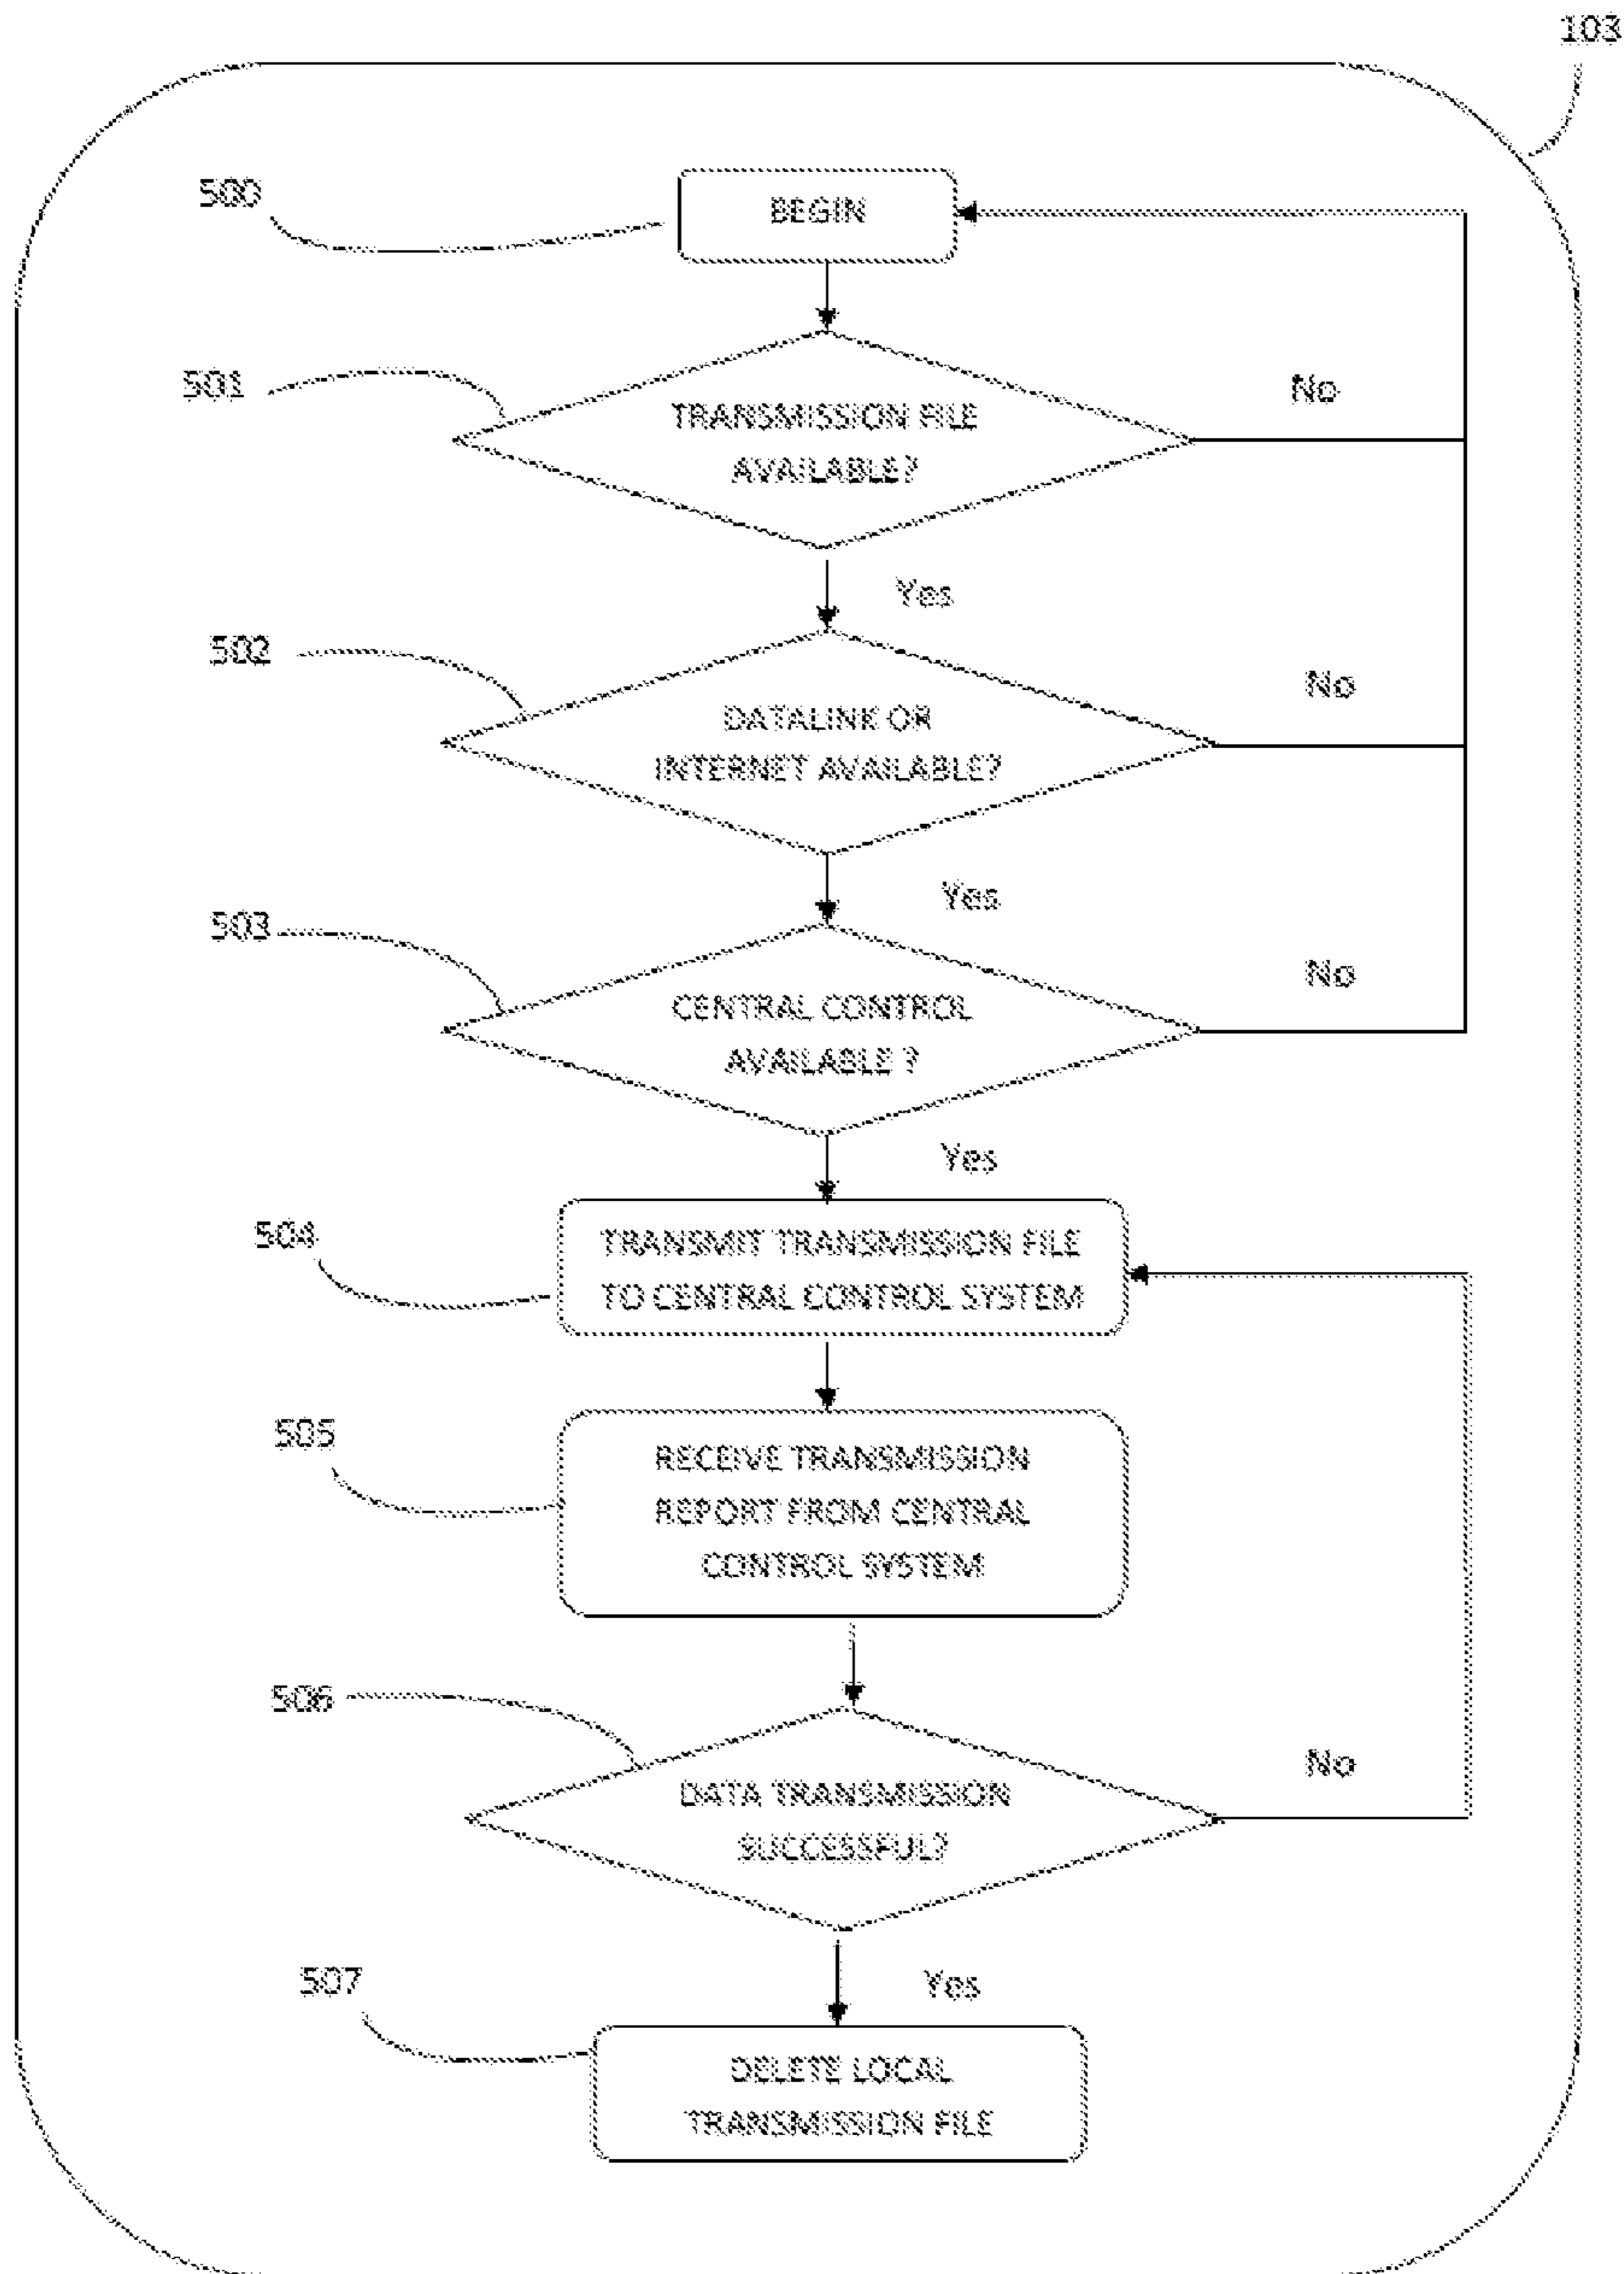 103
500
BEGIN
501
TRANSMISSION FILE
AVAILABLE?
No
Yes
502
DATALINK OR
INTERNET AVAILABLE?
No
Yes
503
CENTRAL CONTROL
AVAILABLE ?
No
Yes
504
TRANSMIT TRANSMISSION FILE
TO CENTRAL CONTROL SYSTEM
505
RECEIVE TRANSMISSION
REPORT FROM CENTRAL
CONTROL SYSTEM
506
DATA TRANSMISSION
SUCCESSFUL?
No
Yes
507
DELETE LOCAL
TRANSMISSION FILE